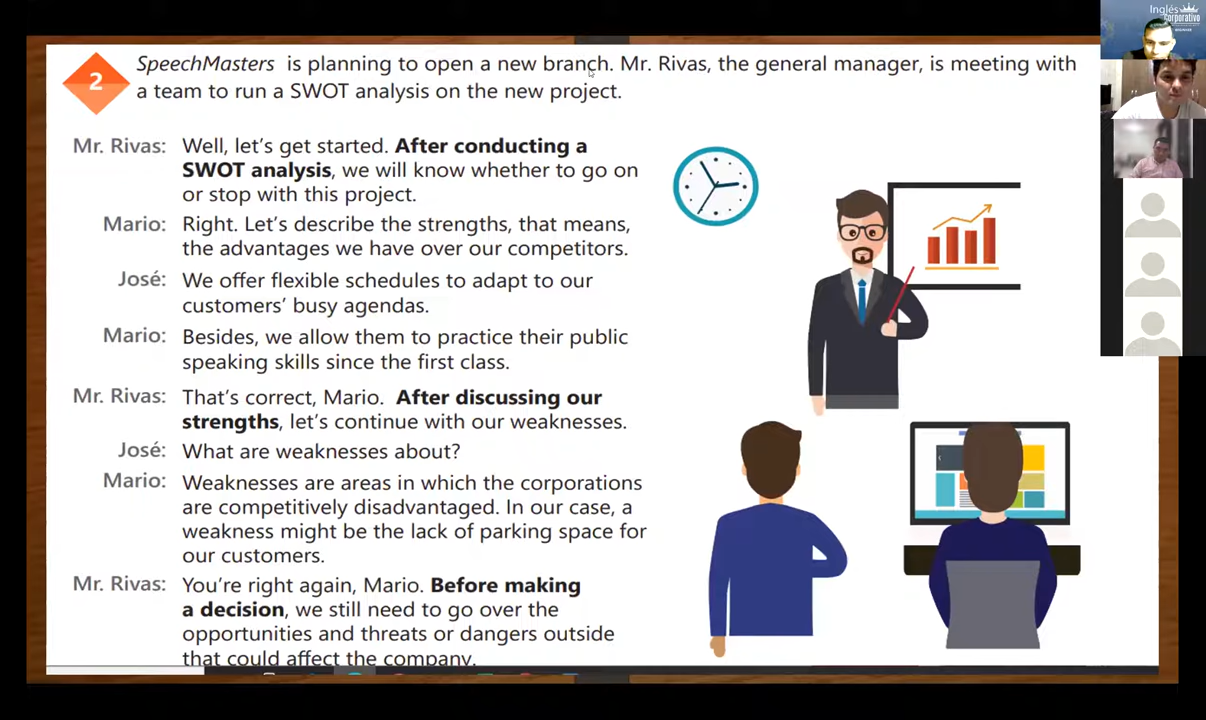 Inglés
Corporativo
2
SpeechMasters is planning to open a new branch. Mr. Rivas, the general manager, is meeting with
a team to run a SWOT analysis on the new project.
Mr. Rivas: Well, let's get started. After conducting a
SWOT analysis, we will know whether to go on
or stop with this project.
Mario: Right. Let's describe the strengths, that means,
the advantages we have over our competitors.
José: We offer flexible schedules to adapt to our
customers' busy agendas.
Mario: Besides, we allow them to practice their public
speaking skills since the first class.
Mr. Rivas: That's correct, Mario. After discussing our
strengths, let's continue with our weaknesses.
José: What are weaknesses about?
Mario: Weaknesses are areas in which the corporations
are competitively disadvantaged. In our case, a
weakness might be the lack of parking space for
our customers.
Mr. Rivas: You're right again, Mario. Before making
a decision, we still need to go over the
opportunities and threats or dangers outside
that could affect the company.